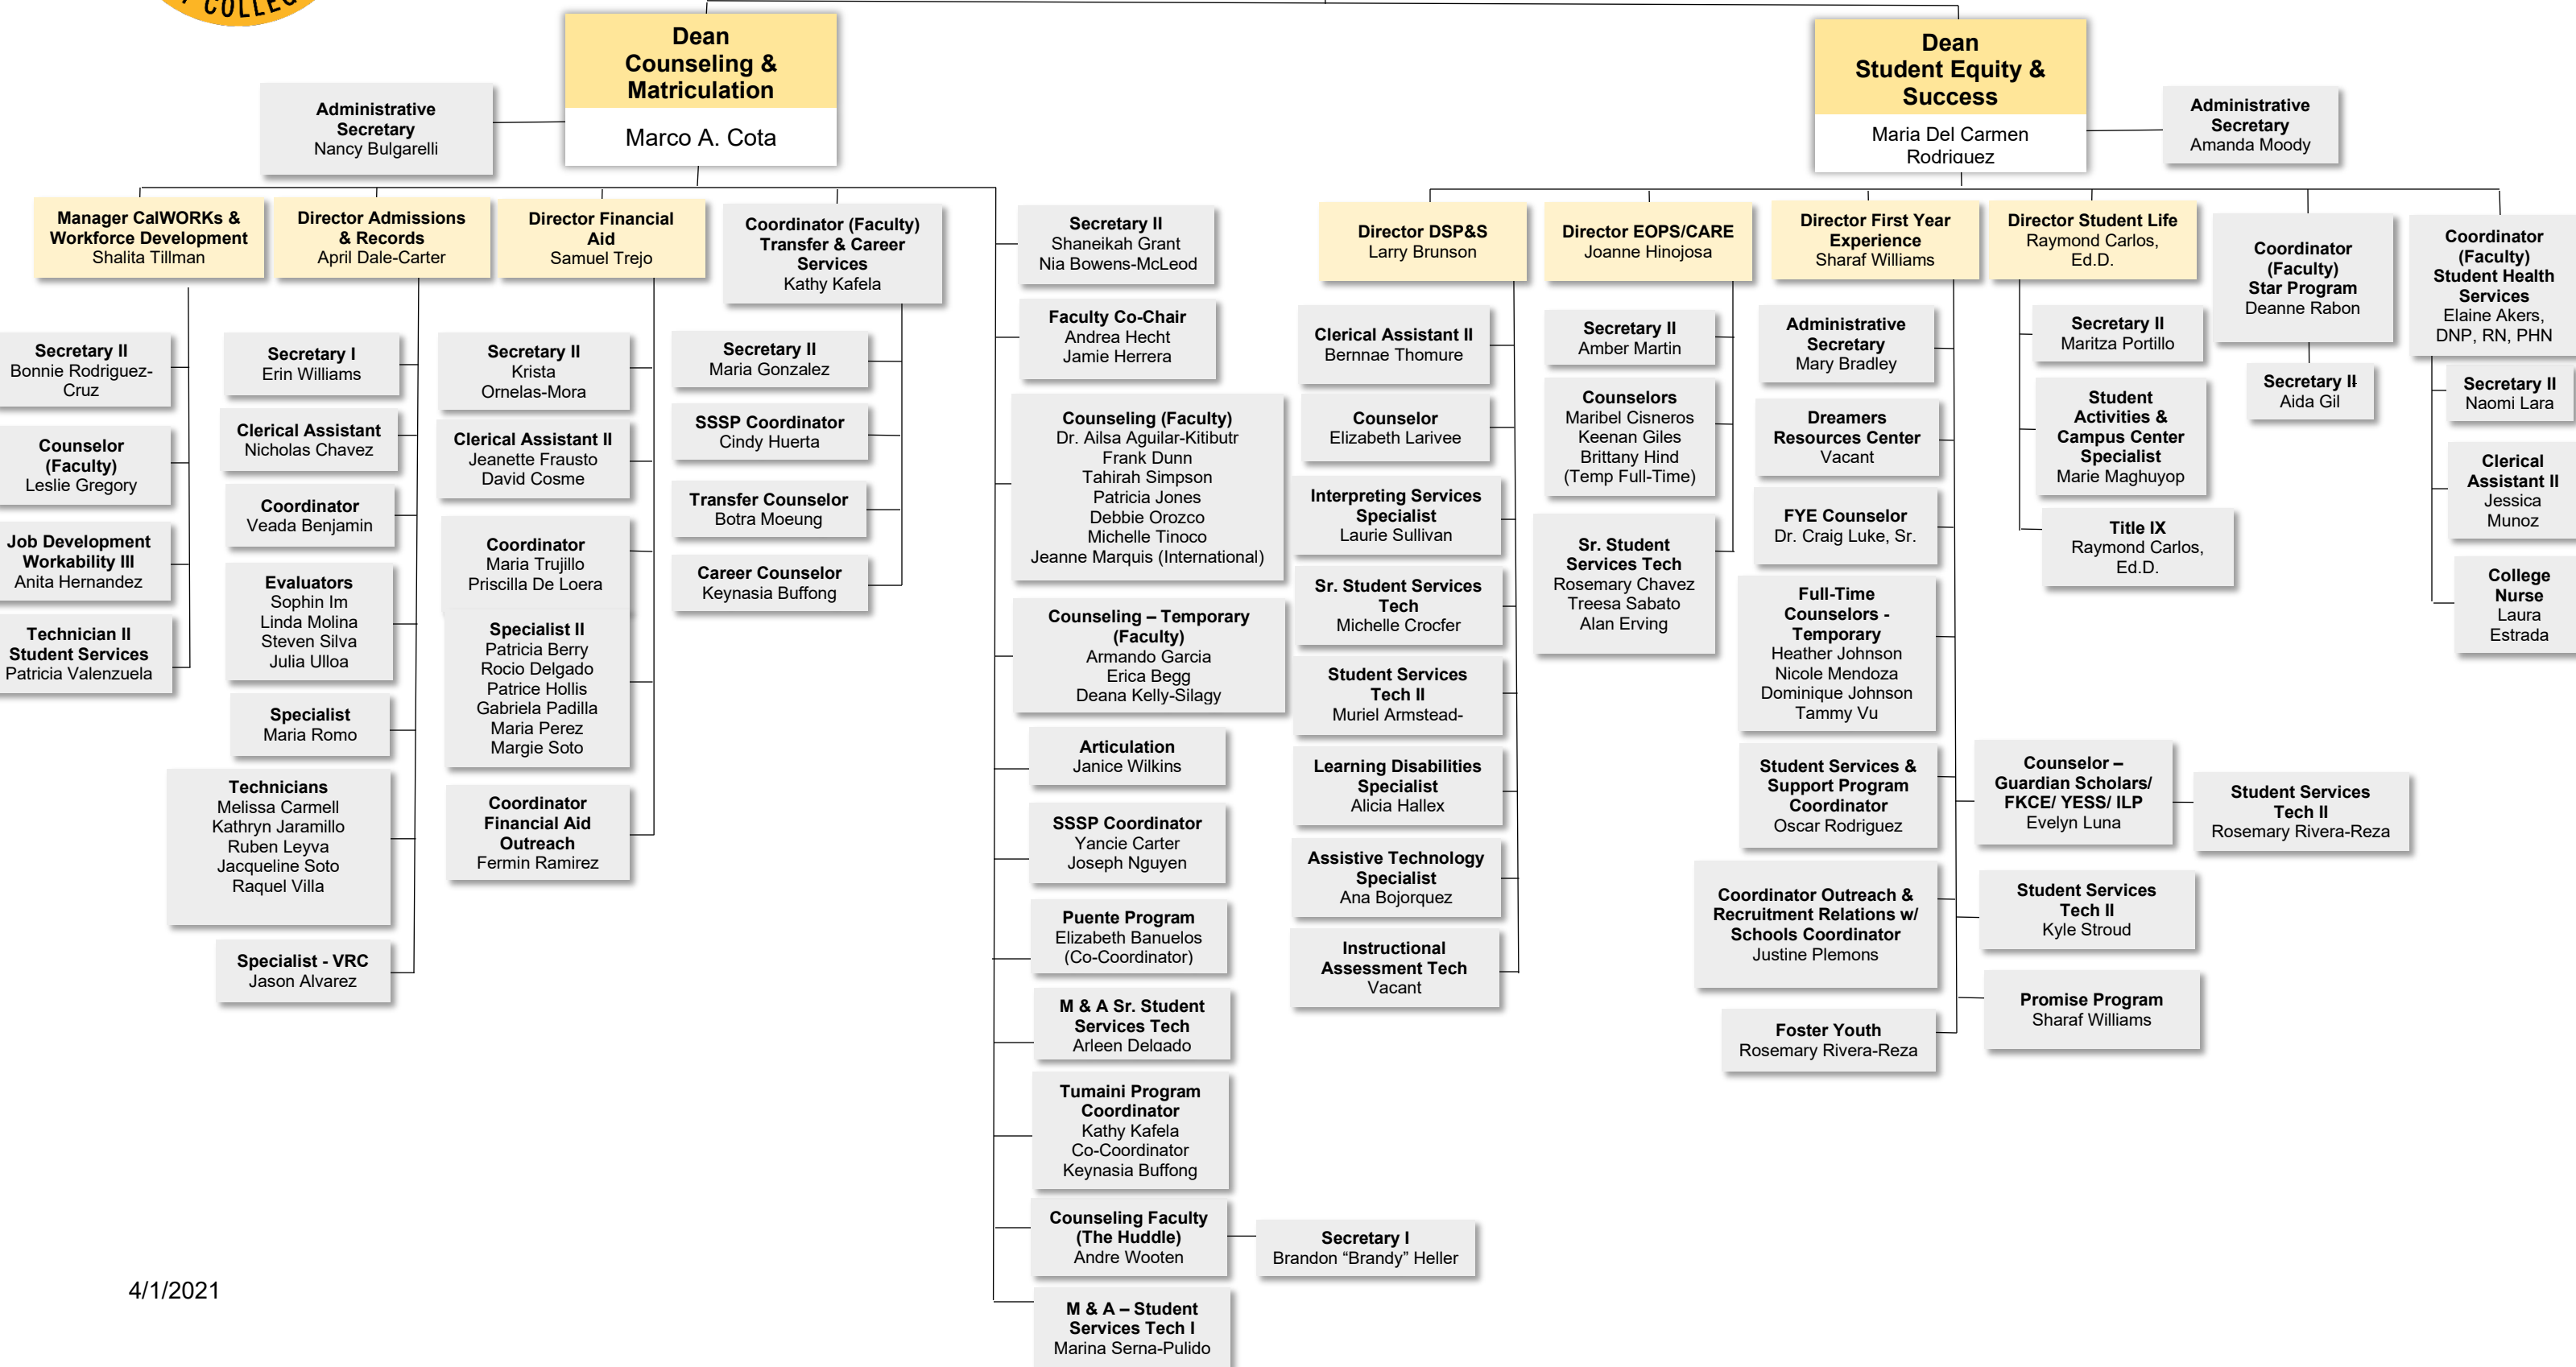 COLLEG
Dean
Counseling &
Matriculation
Marco A. Cota
Administrative
Secretary
Nancy Bulgarelli
Dean
Student Equity &
Success
Maria Del Carmen
Rodriguez
Administrative
Secretary
Amanda Moody
Manager CalWORKs &
Workforce Development
Shalita Tillman
Secretary II
Bonnie Rodriguez-
Cruz
Counselor
(Faculty)
Leslie Gregory
Job Development
Workability III
Anita Hernandez
Technician II
Student Services
Patricia Valenzuela
Director Admissions
& Records
April Dale-Carter
Secretary I
Erin Williams
Clerical Assistant
Nicholas Chavez
Coordinator
Veada Benjamin
Evaluators
Sophin Im
Linda Molina
Steven Silva
Julia Ulloa
Specialist
Maria Romo
Technicians
Melissa Carmell
Kathryn Jaramillo
Ruben Leyva
Jacqueline Soto
Raquel Villa
Specialist - VRC
Jason Alvarez
Director Financial
Aid
Samuel Trejo
Secretary II
Krista
Ornelas-Mora
Clerical Assistant II
Jeanette Frausto
David Cosme
Coordinator
Maria Trujillo
Priscilla De Loera
Specialist II
Patricia Berry
Rocio Delgado
Patrice Hollis
Gabriela Padilla
Maria Perez
Margie Soto
Coordinator
Financial Aid
Outreach
Fermin Ramirez
Coordinator (Faculty)
Transfer & Career
Services
Kathy Kafela
Secretary II
Maria Gonzalez
SSSP Coordinator
Cindy Huerta
Transfer Counselor
Botra Moeung
Career Counselor
Keynasia Buffong
Secretary II
Shaneikah Grant
Nia Bowens-McLeod
Faculty Co-Chair
Andrea Hecht
Jamie Herrera
Counseling (Faculty)
Dr. Ailsa Aguilar-Kitibutr
Frank Dunn
Tahirah Simpson
Patricia Jones
Debbie Orozco
Michelle Tinoco
Jeanne Marquis (International)
Counseling – Temporary
(Faculty)
Armando Garcia
Erica Begg
Deana Kelly-Silagy
Articulation
Janice Wilkins
SSSP Coordinator
Yancie Carter
Joseph Nguyen
Puente Program
Elizabeth Banuelos
(Co-Coordinator)
M & A Sr. Student
Services Tech
Arleen Delgado
Tumaini Program
Coordinator
Kathy Kafela
Co-Coordinator
Keynasia Buffong
Counseling Faculty
(The Huddle)
Andre Wooten
Secretary I
Brandon “Brandy” Heller
M & A – Student
Services Tech I
Marina Serna-Pulido
Director DSP&S
Larry Brunson
Clerical Assistant II
Bernnae Thomure
Counselor
Elizabeth Larivee
Interpreting Services
Specialist
Laurie Sullivan
Sr. Student Services
Tech
Michelle Crocfer
Student Services
Tech II
Muriel Armstead-
Learning Disabilities
Specialist
Alicia Hallex
Assistive Technology
Specialist
Ana Bojorquez
Instructional
Assessment Tech
Vacant
Director EOPS/CARE
Joanne Hinojosa
Secretary II
Amber Martin
Counselors
Maribel Cisneros
Keenan Giles
Brittany Hind
(Temp Full-Time)
Sr. Student
Services Tech
Rosemary Chavez
Treesa Sabato
Alan Erving
Director First Year
Experience
Sharaf Williams
Administrative
Secretary
Mary Bradley
Dreamers
Resources Center
Vacant
FYE Counselor
Dr. Craig Luke, Sr.
Full-Time
Counselors -
Temporary
Heather Johnson
Nicole Mendoza
Dominique Johnson
Tammy Vu
Student Services &
Support Program
Coordinator
Oscar Rodriguez
Coordinator Outreach &
Recruitment Relations w/
Schools Coordinator
Justine Plemons
Foster Youth
Rosemary Rivera-Reza
Counselor –
Guardian Scholars/
FKCE/ YESS/ ILP
Evelyn Luna
Student Services
Tech II
Rosemary Rivera-Reza
Student Services
Tech II
Kyle Stroud
Promise Program
Sharaf Williams
Director Student Life
Raymond Carlos,
Ed.D.
Secretary II
Maritza Portillo
Student
Activities &
Campus Center
Specialist
Marie Maghuyop
Title IX
Raymond Carlos,
Ed.D.
Coordinator
(Faculty)
Star Program
Deanne Rabon
Secretary II
Aida Gil
Coordinator
(Faculty)
Student Health
Services
Elaine Akers,
DNP, RN, PHN
Secretary II
Naomi Lara
Clerical
Assistant II
Jessica
Munoz
College
Nurse
Laura
Estrada
4/1/2021